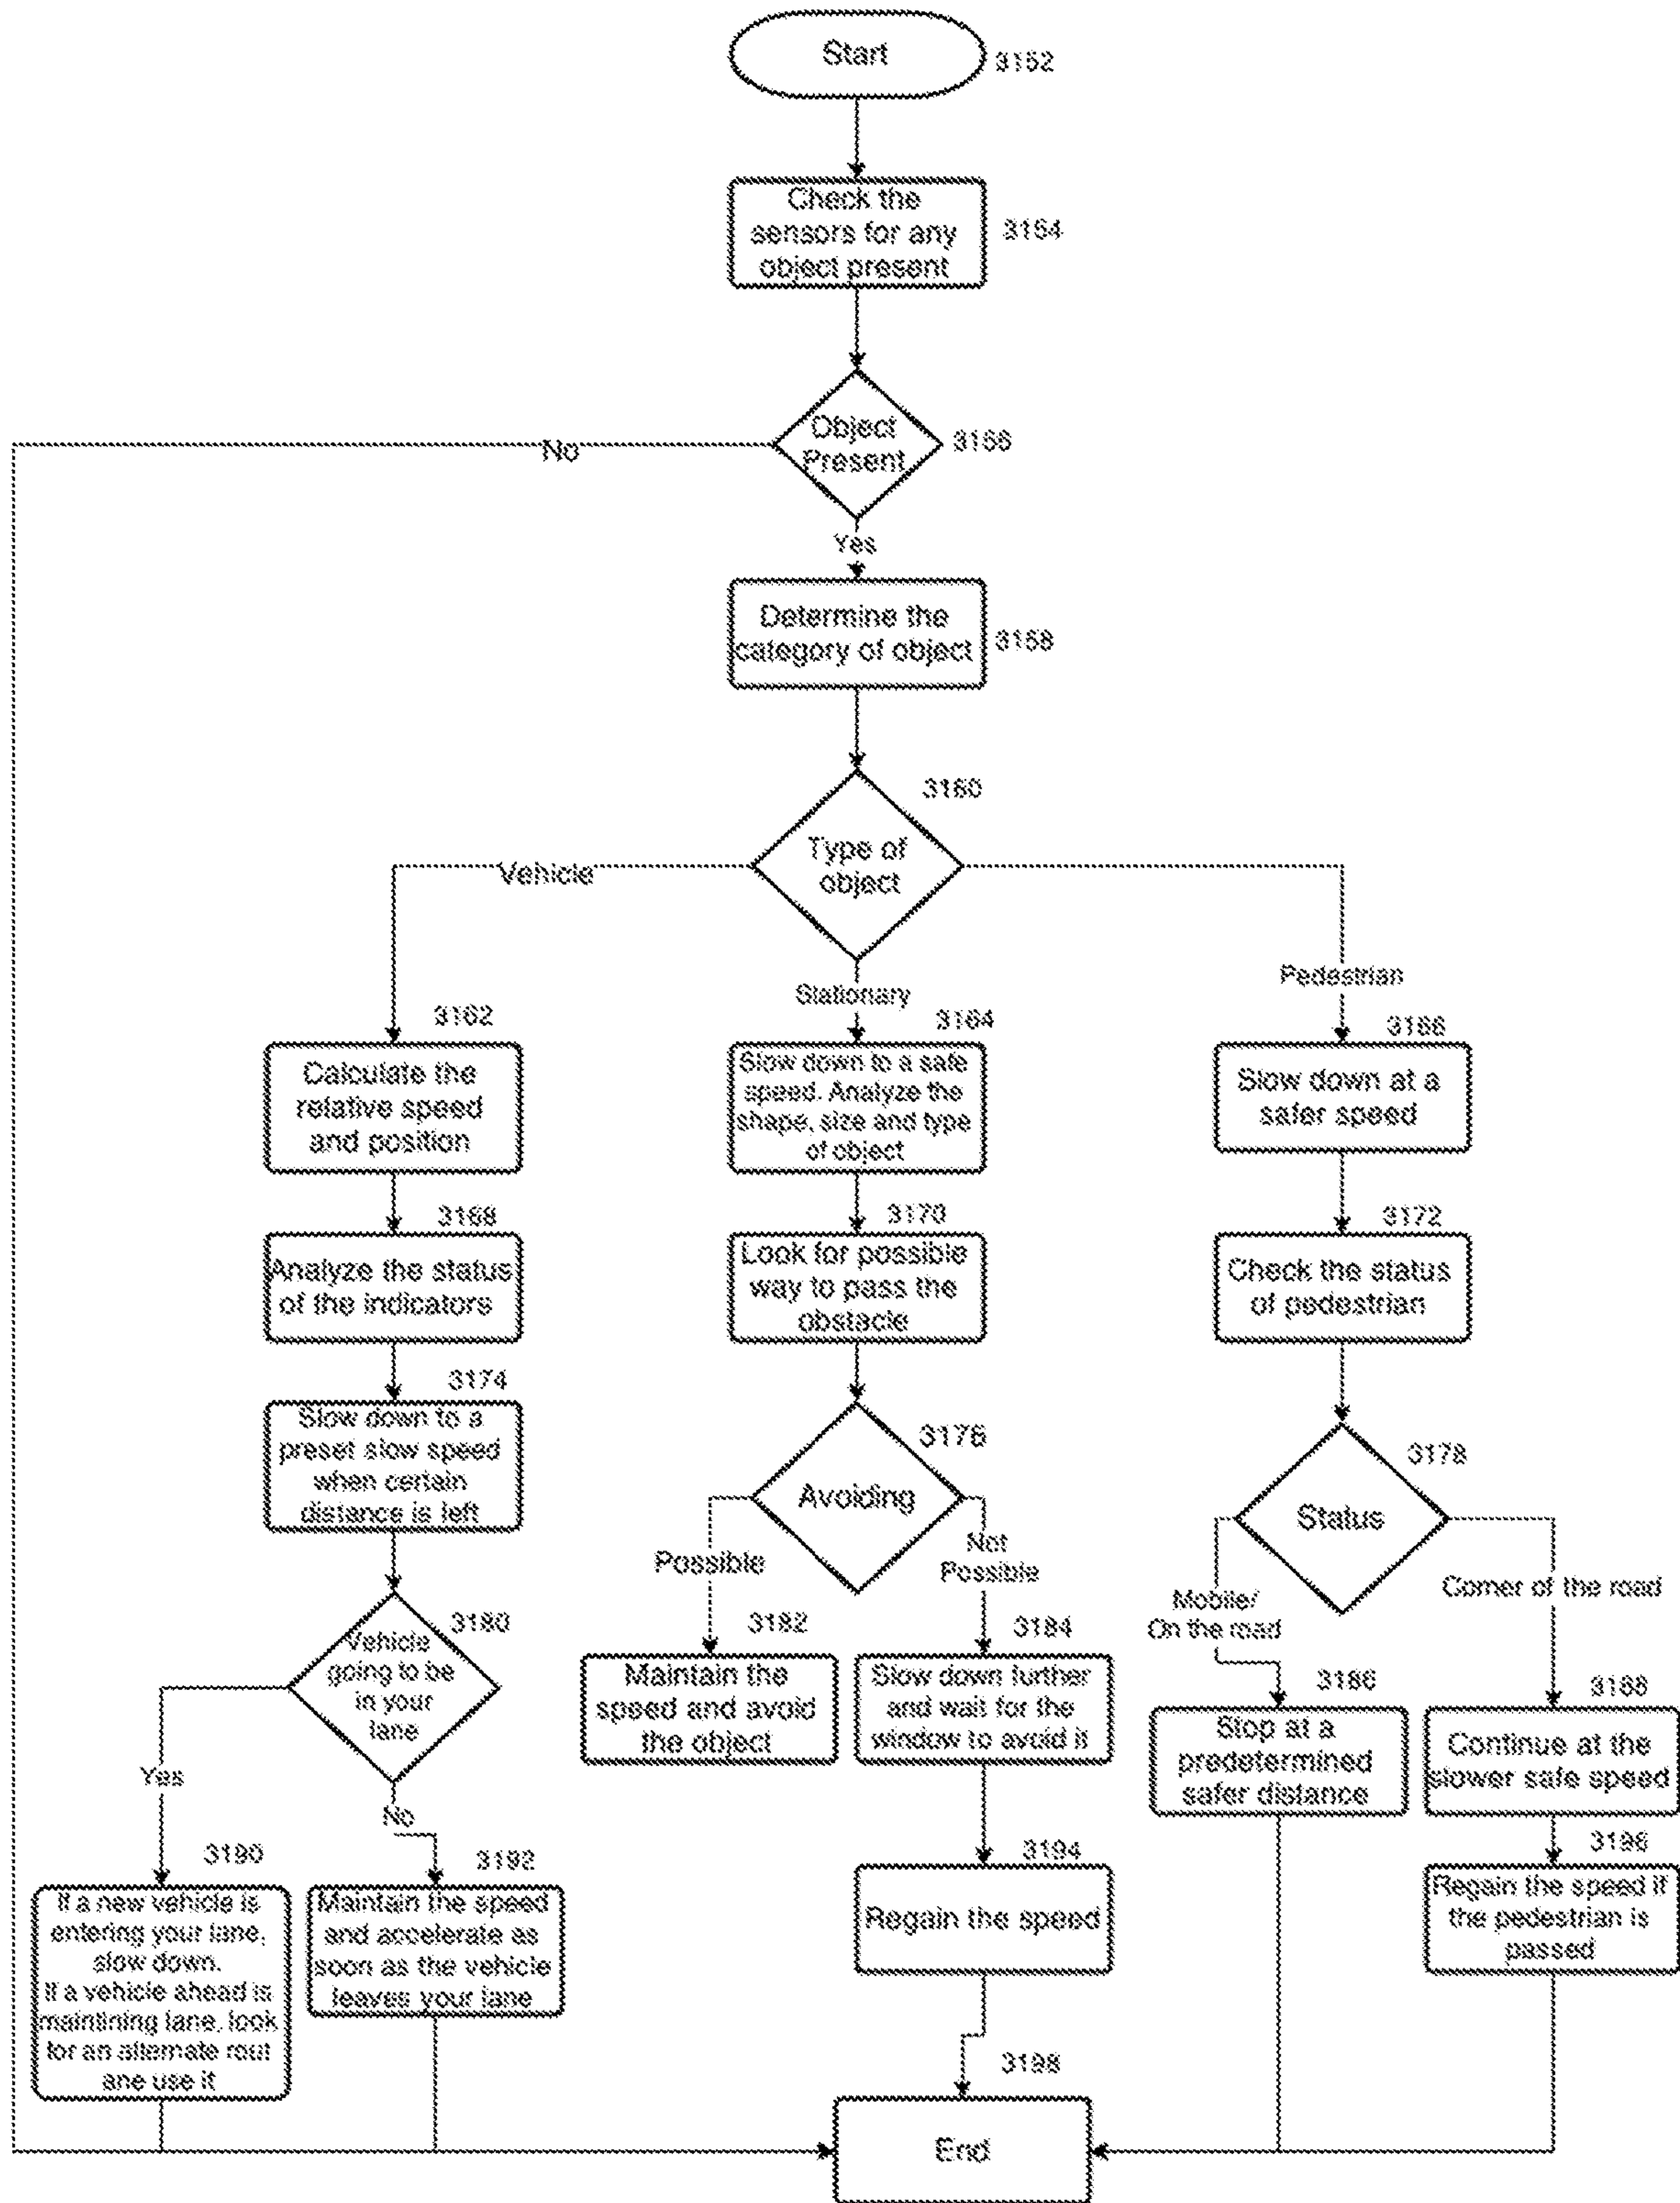 Start
3152
Check the
sensors for any
object present
3154
Object
Present
3156
No
Yes
Determine the
category of object
3158
3160
Type of
object
Vehicle
Stationary
Pedestrian
3162
Calculate the
relative speed
and position
3164
Slow down to a safe
speed. Analyze the
shape, size and type
of object
3166
Slow down at a
safer speed
3168
Analyze the status
of the indicators
3170
Look for possible
way to pass the
obstacle
3172
Check the status
of pedestrian
3174
Slow down to a
preset slow speed
when certain
distance is left
3176
Avoiding
Possible
Not
Possible
3178
Status
Mobile/
On the road
Corner of the road
3180
Vehicle
going to be
in your
lane
Yes
No
3182
Maintain the
speed and avoid
the object
3184
Slow down further
and wait for the
window to avoid it
3186
Stop at a
predetermined
safer distance
3188
Continue at the
slower safe speed
3190
If a new vehicle is
entering your lane,
slow down.
If a vehicle ahead is
maintining lane, look
for an alternate rout
ane use it
3192
Maintain the speed
and accelerate as
soon as the vehicle
leaves your lane
3194
Regain the speed
3196
Regain the speed if
the pedestrian is
passed
3198
End